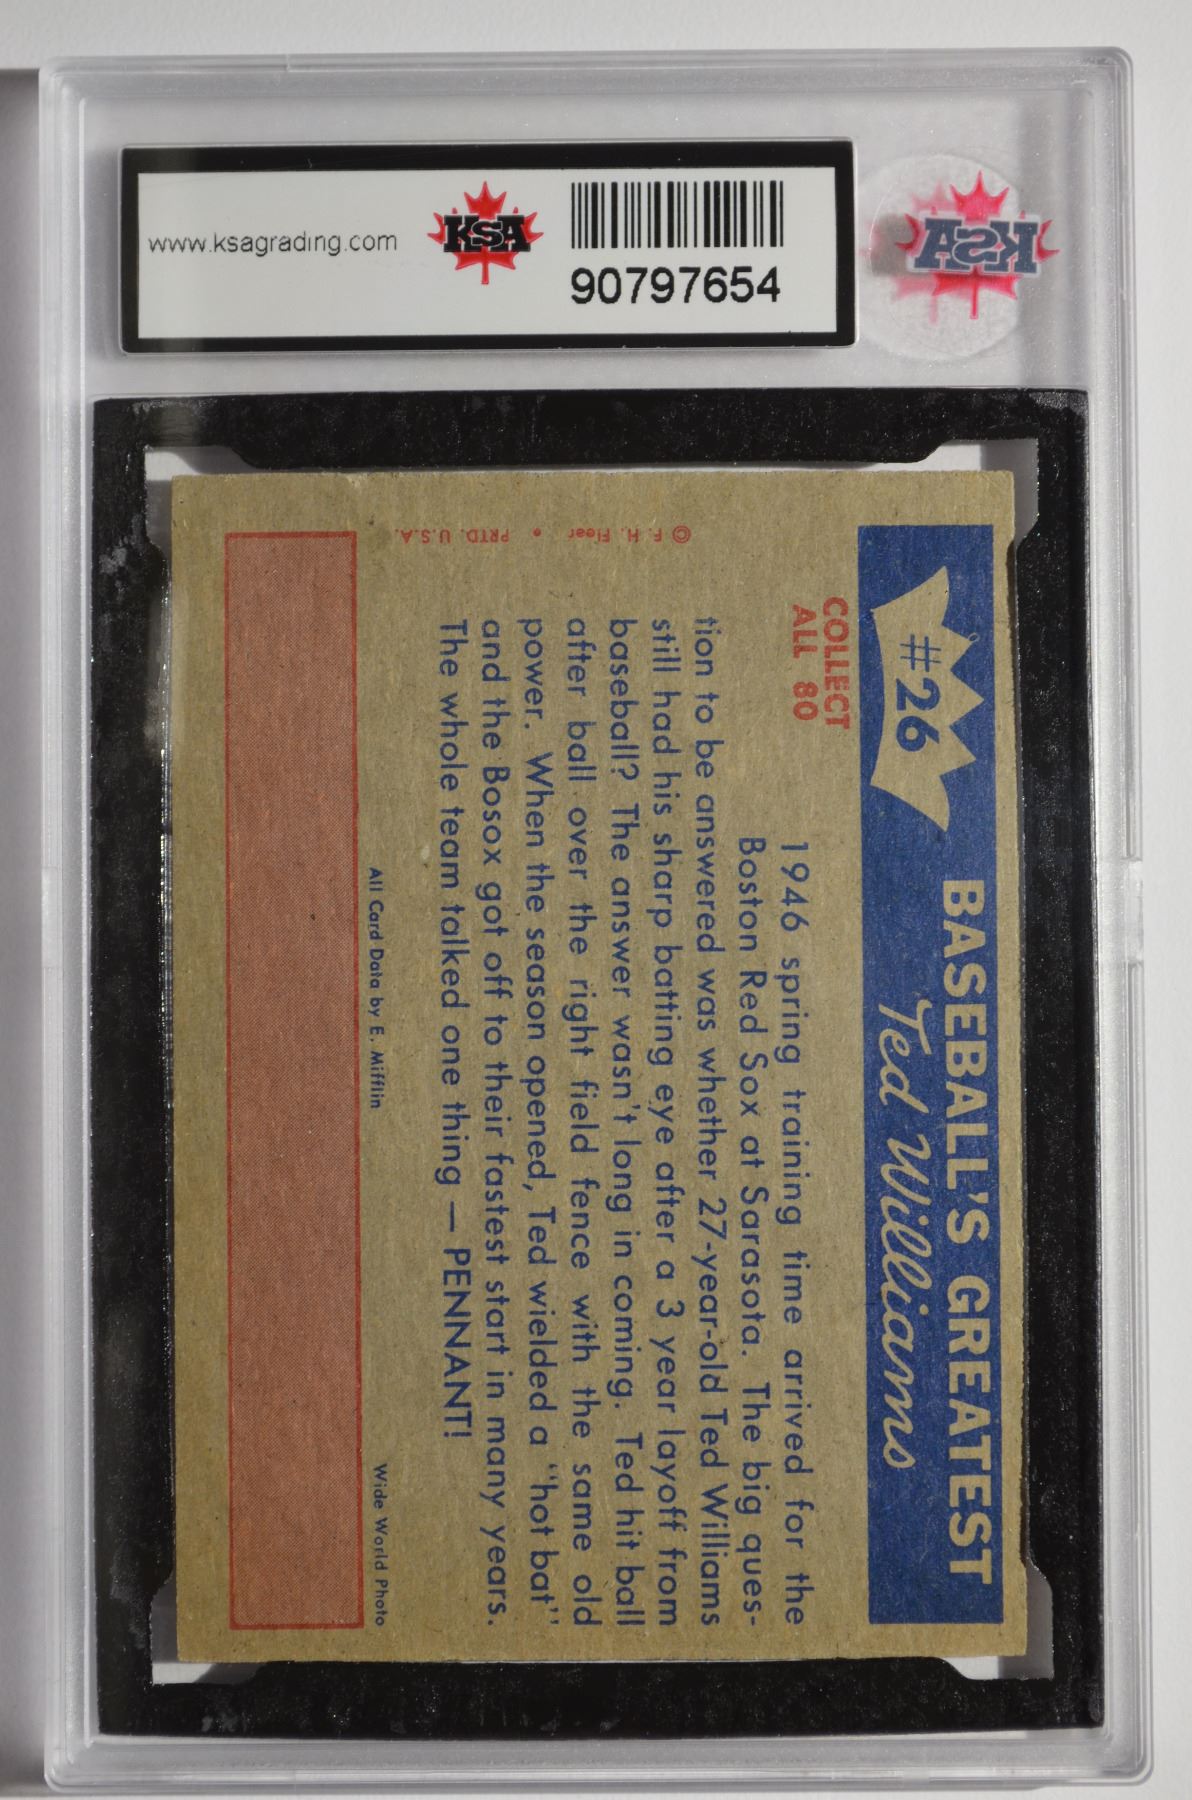 www.ksagrading.com
KSA
90797654
KSA
#26
BASEBALL'S GREATEST
Ted Williams
COLLECT
ALL 80
1946 spring training time arrived for the
Boston Red Sox at Sarasota. The big ques-
tion to be answered was whether 27-year-old Ted Williams
still had his sharp batting eye after a 3 year layoff from
baseball? The answer wasn't long in coming. Ted hit ball
after ball over the right field fence with the same old
power. When the season opened, Ted wielded a "hot bat"
and the Bosox got off to their fastest start in many years.
The whole team talked one thing — PENNANT!
All Card Data by E. Mifflin
Wide World Photo
© F. H. Fleer • PRTD. U.S.A.